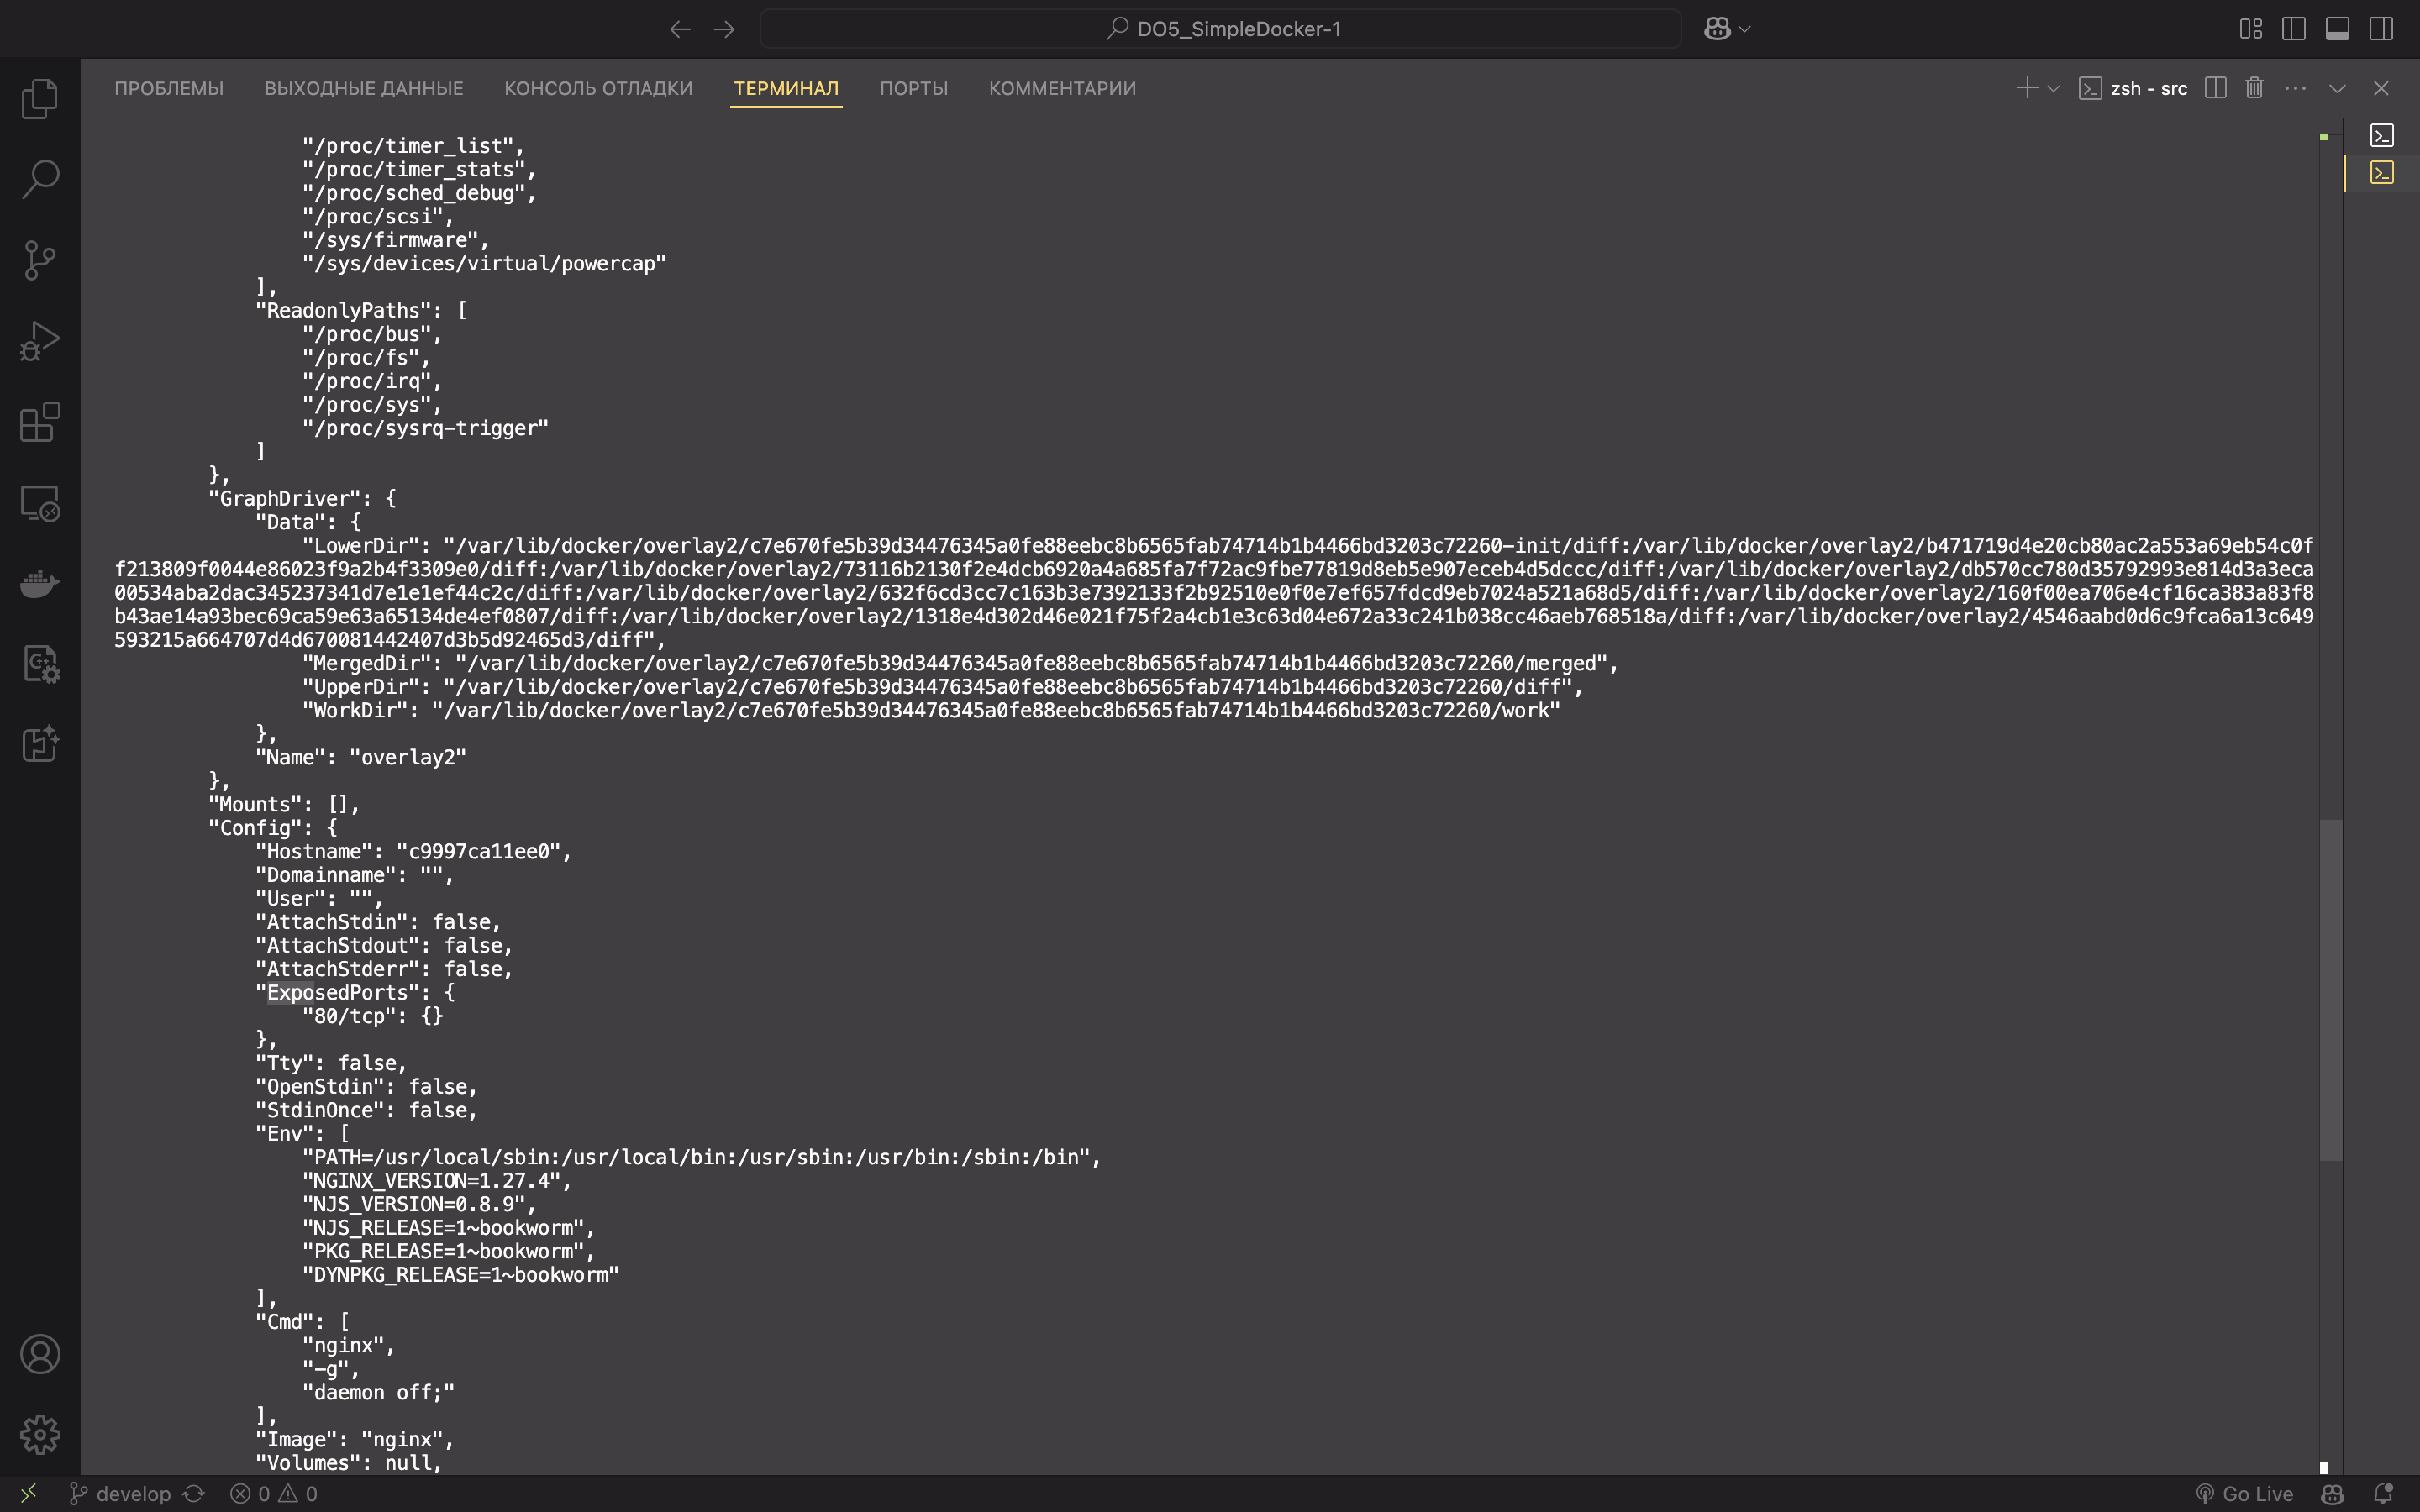 DO5_SimpleDocker-1
ПРОБЛЕМЫ ВЫХОДНЫЕ ДАННЫЕ КОНСОЛЬ ОТЛАДКИ ТЕРМИНАЛ ПОРТЫ КОММЕНТАРИИ zsh - src
"/proc/timer_list",
"/proc/timer_stats",
"/proc/sched_debug",
"/proc/scsi",
"/sys/firmware",
"/sys/devices/virtual/powercap"
],
"ReadonlyPaths": [
"/proc/bus",
"/proc/fs",
"/proc/irq",
"/proc/sys",
"/proc/sysrq-trigger"
]
},
"GraphDriver": {
"Data": {
"LowerDir": "/var/lib/docker/overlay2/c7e670fe5b39d34476345a0fe88eebc8b6565fab74714b1b4466bd3203c72260-init/diff:/var/lib/docker/overlay2/b471719d4e20cb80ac2a553a69eb54c0f
f213809f0044e86023f9a2b4f3309e0/diff:/var/lib/docker/overlay2/73116b2130f2e4dcb6920a4a685fa7f72ac9fbe77819d8eb5e907eceb4d5dccc/diff:/var/lib/docker/overlay2/db570cc780d35792993e814d3a3eca
00534aba2dac345237341d7e1e1ef44c2c/diff:/var/lib/docker/overlay2/632f6cd3cc7c163b3e7392133f2b92510e0f0e7ef657fdcd9eb7024a521a68d5/diff:/var/lib/docker/overlay2/160f00ea706e4cf16ca383a83f8
b43ae14a93bec69ca59e63a65134de4ef0807/diff:/var/lib/docker/overlay2/1318e4d302d46e021f75f2a4cb1e3c63d04e672a33c241b038cc46aeb768518a/diff:/var/lib/docker/overlay2/4546aabd0d6c9fca6a13c649
593215a664707d4d670081442407d3b5d92465d3/diff",
"MergedDir": "/var/lib/docker/overlay2/c7e670fe5b39d34476345a0fe88eebc8b6565fab74714b1b4466bd3203c72260/merged",
"UpperDir": "/var/lib/docker/overlay2/c7e670fe5b39d34476345a0fe88eebc8b6565fab74714b1b4466bd3203c72260/diff",
"WorkDir": "/var/lib/docker/overlay2/c7e670fe5b39d34476345a0fe88eebc8b6565fab74714b1b4466bd3203c72260/work"
},
"Name": "overlay2"
},
"Mounts": [],
"Config": {
"Hostname": "c9997ca11ee0",
"Domainname": "",
"User": "",
"AttachStdin": false,
"AttachStdout": false,
"AttachStderr": false,
"ExposedPorts": {
"80/tcp": {}
},
"Tty": false,
"OpenStdin": false,
"StdinOnce": false,
"Env": [
"PATH=/usr/local/sbin:/usr/local/bin:/usr/sbin:/usr/bin:/sbin:/bin",
"NGINX_VERSION=1.27.4",
"NJS_VERSION=0.8.9",
"NJS_RELEASE=1~bookworm",
"PKG_RELEASE=1~bookworm",
"DYNPKG_RELEASE=1~bookworm"
],
"Cmd": [
"nginx",
"-g",
"daemon off;"
],
"Image": "nginx",
"Volumes": null,
develop 0 0 Go Live